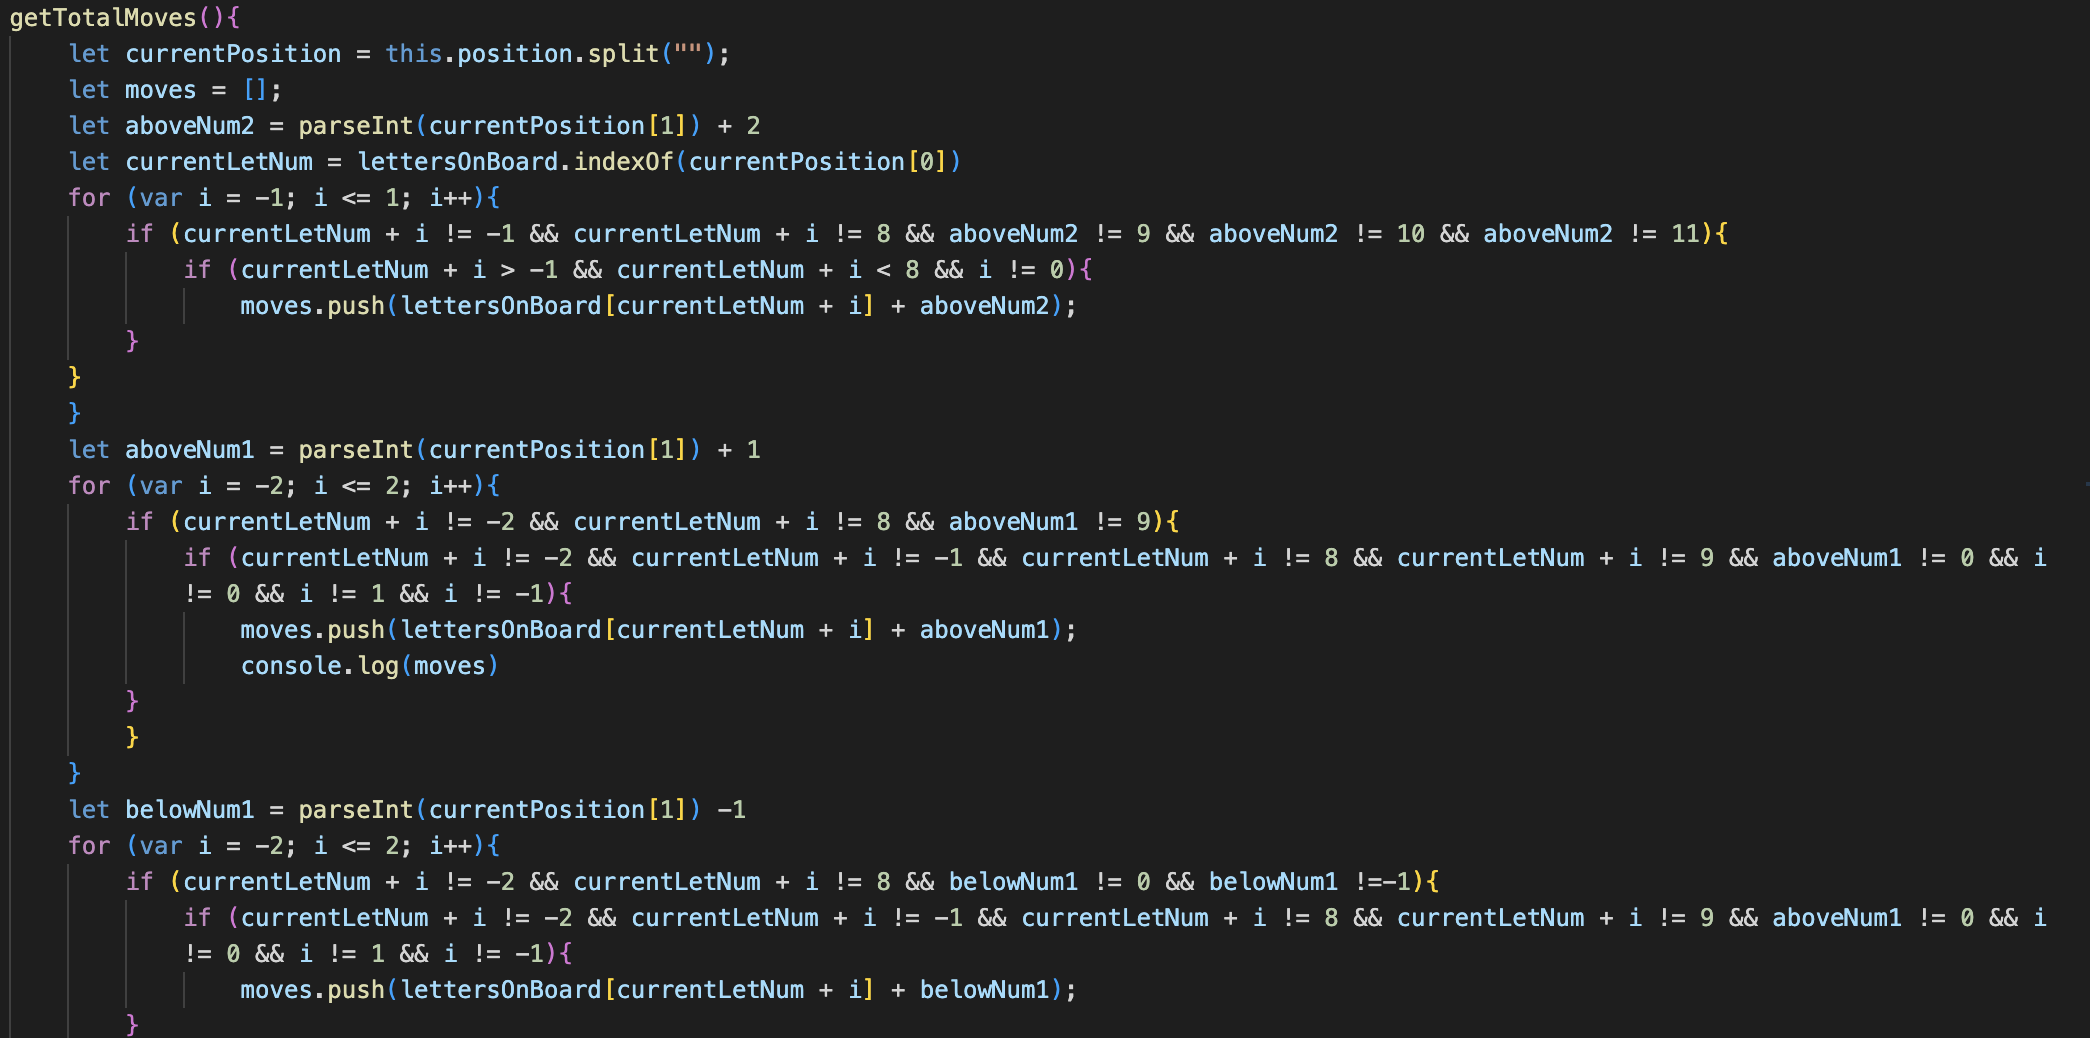 getTotalMoves(){
    let currentPosition = this.position.split("");
    let moves = [];
    let aboveNum2 = parseInt(currentPosition[1]) + 2
    let currentLetNum = lettersOnBoard.indexOf(currentPosition[0])
    for (var i = -1; i <= 1; i++){
        if (currentLetNum + i != -1 && currentLetNum + i != 8 && aboveNum2 != 9 && aboveNum2 != 10 && aboveNum2 != 11){
            if (currentLetNum + i > -1 && currentLetNum + i < 8 && i != 0){
                moves.push(lettersOnBoard[currentLetNum + i] + aboveNum2);
        }
    }
    }
    let aboveNum1 = parseInt(currentPosition[1]) + 1
    for (var i = -2; i <= 2; i++){
        if (currentLetNum + i != -2 && currentLetNum + i != 8 && aboveNum1 != 9){
            if (currentLetNum + i != -2 && currentLetNum + i != -1 && currentLetNum + i != 8 && currentLetNum + i != 9 && aboveNum1 != 0 && i
            != 0 && i != 1 && i != -1){
                moves.push(lettersOnBoard[currentLetNum + i] + aboveNum1);
                console.log(moves)
        }
        }
    }
    let belowNum1 = parseInt(currentPosition[1]) -1
    for (var i = -2; i <= 2; i++){
        if (currentLetNum + i != -2 && currentLetNum + i != 8 && belowNum1 != 0 && belowNum1 !=-1){
            if (currentLetNum + i != -2 && currentLetNum + i != -1 && currentLetNum + i != 8 && currentLetNum + i != 9 && aboveNum1 != 0 && i
            != 0 && i != 1 && i != -1){
                moves.push(lettersOnBoard[currentLetNum + i] + belowNum1);
        }